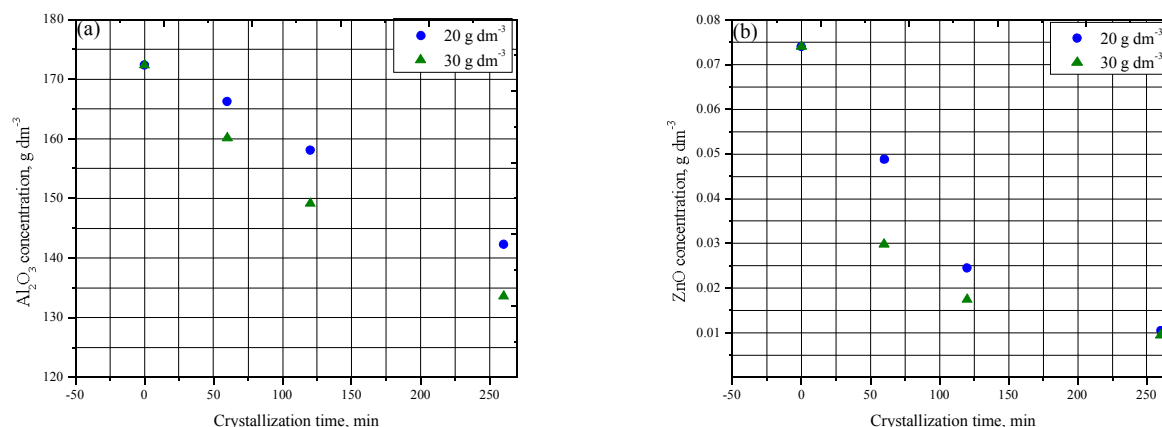 180
(a)
20 g dm⁻³
30 g dm⁻³
170
160
150
140
130
120
-50 0 50 100 150 200 250
Al₂O₃ concentration, g dm⁻³
Crystallization time, min
0.08
(b)
20 g dm⁻³
30 g dm⁻³
0.07
0.06
0.05
0.04
0.03
0.02
0.01
-50 0 50 100 150 200 250
ZnO concentration, g dm⁻³
Crystallization time, min